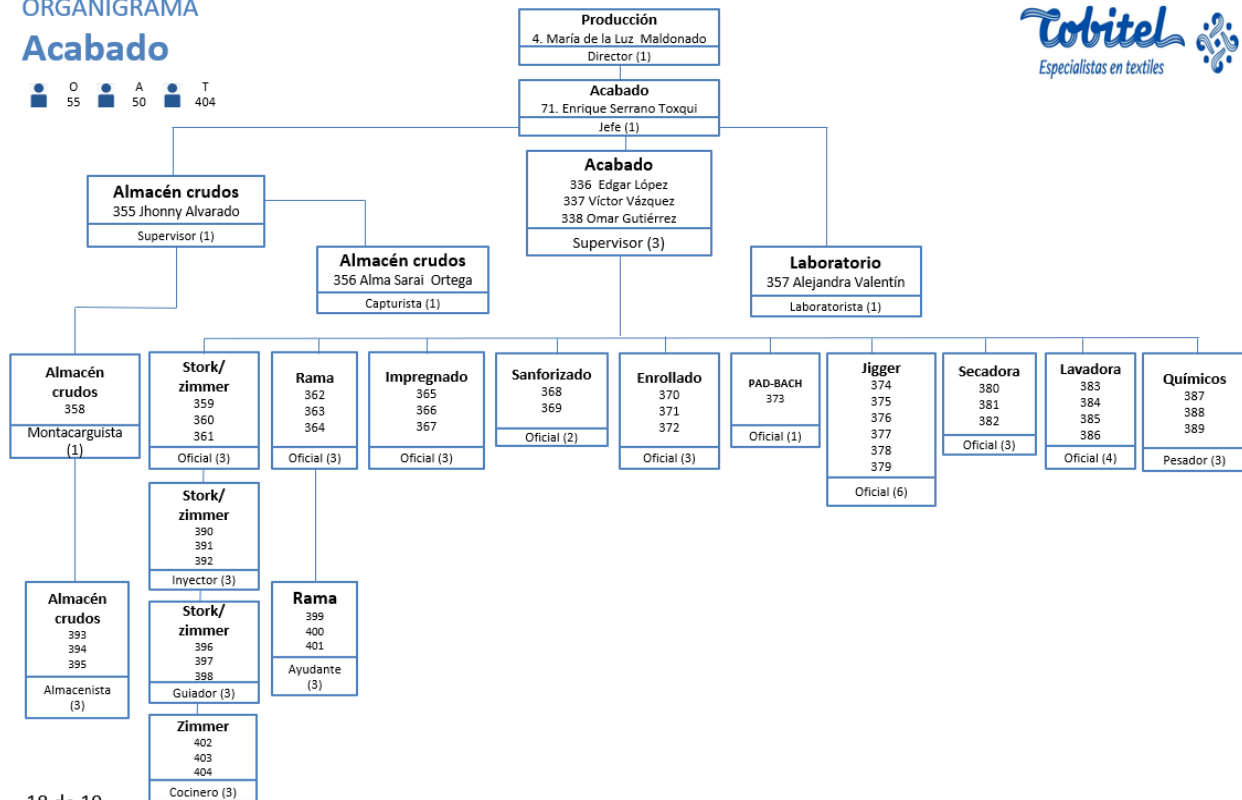 ORGANIGRAMA
Acabado
O
55
A
50
T
404
Producción
4. María de la Luz Maldonado
Director (1)
Tobitel
Especialistas en textiles
Acabado
71. Enrique Serrano Toxqui
Jefe (1)
Almacén crudos
355 Jhonny Alvarado
Supervisor (1)
Acabado
336 Edgar López
337 Víctor Vázquez
338 Omar Gutiérrez
Supervisor (3)
Almacén crudos
356 Alma Sarai Ortega
Capturista (1)
Laboratorio
357 Alejandra Valentín
Laboratorista (1)
Almacén
crudos
358
Montacarguista
(1)
Stork/
zimmer
359
360
361
Oficial (3)
Rama
362
363
364
Oficial (3)
Impregnado
365
366
367
Oficial (3)
Sanforizado
368
369
Oficial (2)
Enrollado
370
371
372
Oficial (3)
PAD-BACH
373
Oficial (1)
Jigger
374
375
376
377
378
379
Oficial (6)
Secadora
380
381
382
Oficial (3)
Lavadora
383
384
385
386
Oficial (4)
Químicos
387
388
389
Pesador (3)
Stork/
zimmer
390
391
392
Inyector (3)
Almacén
crudos
393
394
395
Almacenista
(3)
Stork/
zimmer
396
397
398
Guiador (3)
Rama
399
400
401
Ayudante
(3)
Zimmer
402
403
404
Cocinero (3)
18 de 19